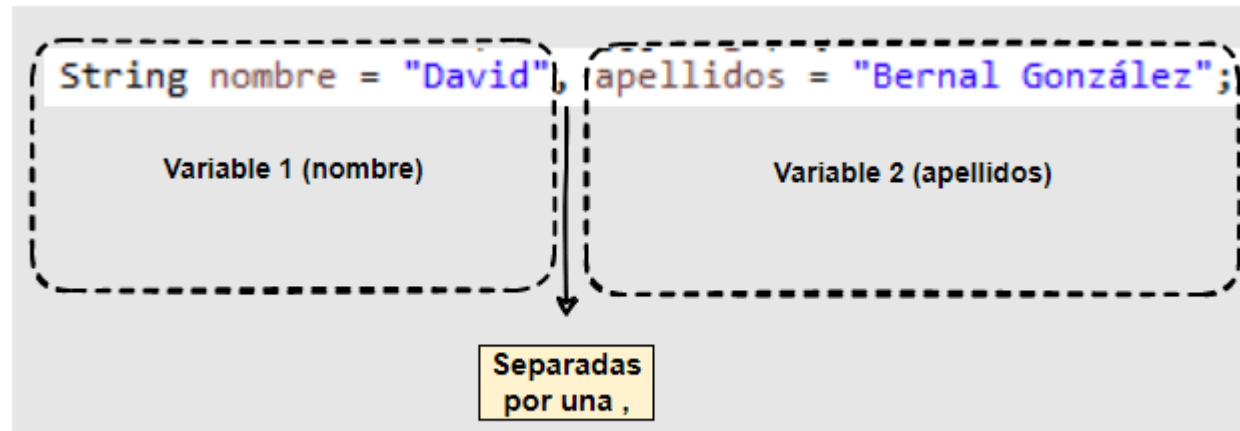 String nombre = "David", apellidos = "Bernal González";
Variable 1 (nombre)
Variable 2 (apellidos)
Separadas
por una ,